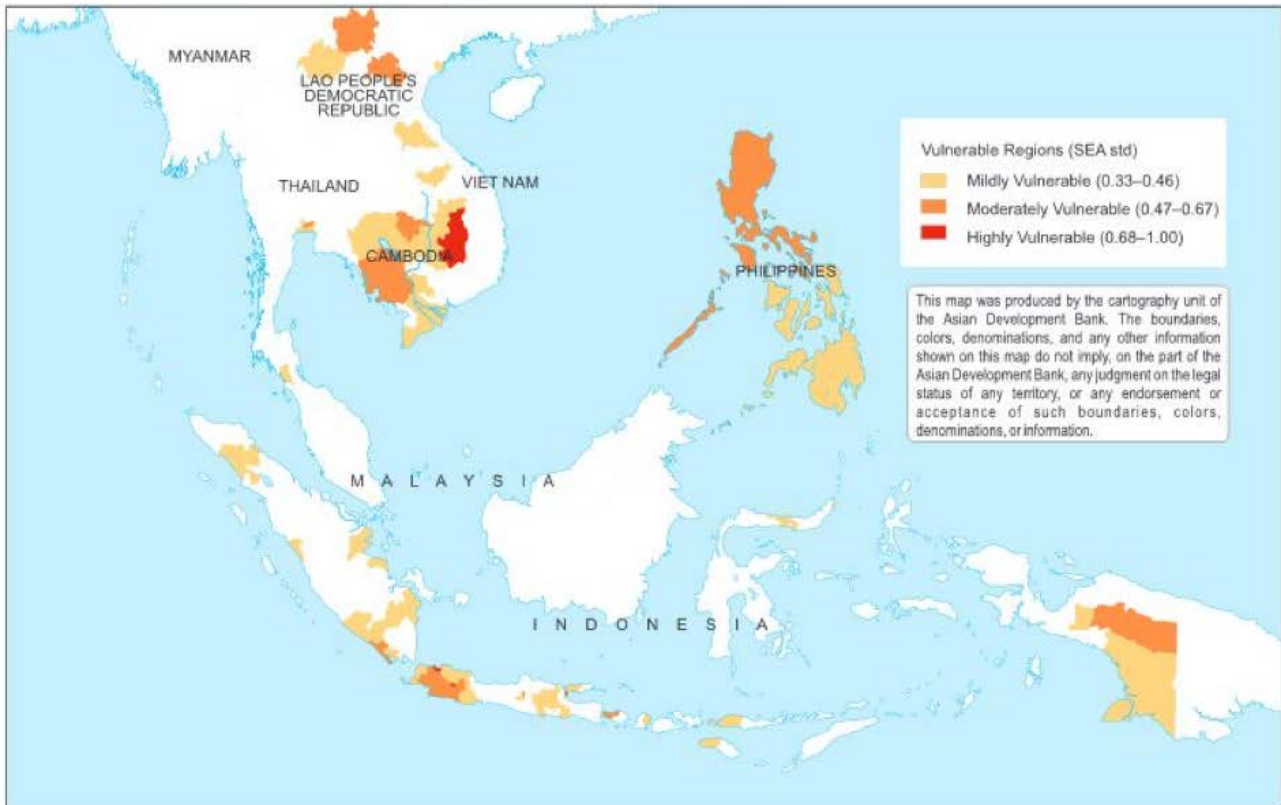 MYANMAR
LAO PEOPLE'S
DEMOCRATIC
REPUBLIC
THAILAND
VIET NAM
CAMBODIA
PHILIPPINES
M A L A Y S I A
I N D O N E S I A
Vulnerable Regions (SEA std)
Mildly Vulnerable (0.33–0.46)
Moderately Vulnerable (0.47–0.67)
Highly Vulnerable (0.68–1.00)
This map was produced by the cartography unit of
the Asian Development Bank. The boundaries,
colors, denominations, and any other information
shown on this map do not imply, on the part of the
Asian Development Bank, any judgment on the legal
status of any territory, or any endorsement or
acceptance of such boundaries, colors,
denominations, or information.